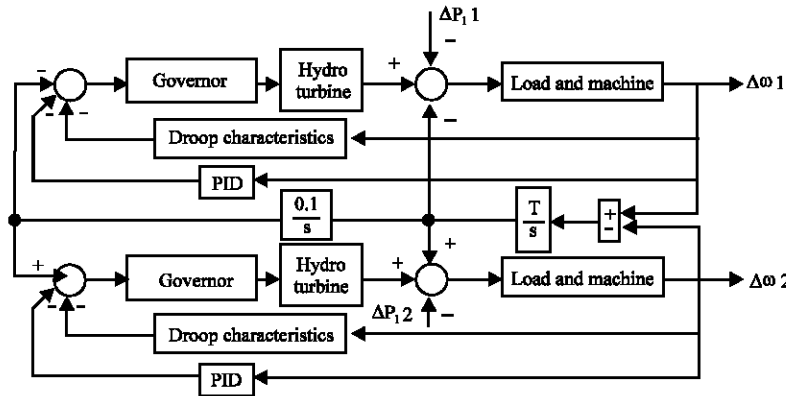 ΔP₁ 1
−
− Governor Hydro turbine + Load and machine Δω 1
−
− −
Droop characteristics
PID
0.1
s
T
s
+
−
+ Governor Hydro turbine + + Load and machine Δω 2
− −
ΔP₁ 2 −
Droop characteristics
PID